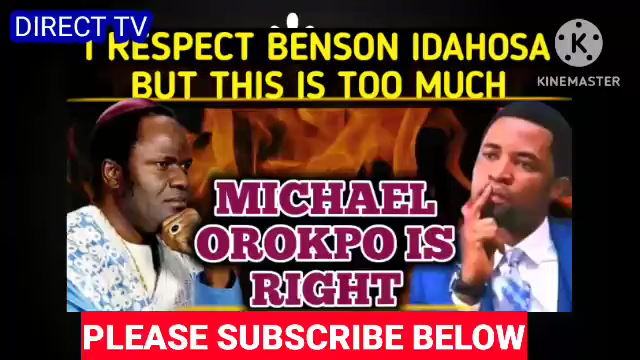 DIRECT TV
I RESPECT BENSON IDAHOSA
BUT THIS IS TOO MUCH
KINEMASTER
MICHAEL
OROKPO IS
RIGHT
PLEASE SUBSCRIBE BELOW